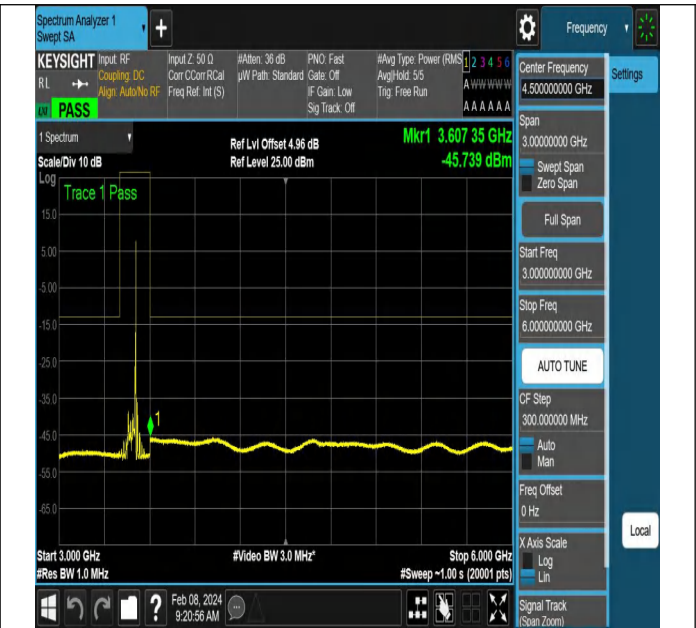 Spectrum Analyzer 1
Swept SA
+
Frequency
KEYSIGHT
RL
LXI
PASS
Input: RF
Coupling: DC
Align: Auto/No RF
Input Z: 50 Ω
Corr CCorr RCal
Freq Ref: Int (S)
#Atten: 36 dB
µW Path: Standard
PNO: Fast
Gate: Off
IF Gain: Low
Sig Track: Off
#Avg Type: Power (RMS
Avg|Hold: 5/5
Trig: Free Run
1 2 3 4 5 6
A W W W W W
A A A A A A
1 Spectrum
Scale/Div 10 dB
Ref Lvl Offset 4.96 dB
Ref Level 25.00 dBm
Mkr1 3.607 35 GHz
-45.739 dBm
Log
Trace 1 Pass
15.0
5.00
-5.00
-15.0
-25.0
-35.0
-45.0
-55.0
-65.0
1
Start 3.000 GHz
#Video BW 3.0 MHz*
Stop 6.000 GHz
#Res BW 1.0 MHz
#Sweep ~1.00 s (20001 pts)
?
Feb 08, 2024
9:20:56 AM
Center Frequency
4.500000000 GHz
Settings
Span
3.00000000 GHz
Swept Span
Zero Span
Full Span
Start Freq
3.000000000 GHz
Stop Freq
6.000000000 GHz
AUTO TUNE
CF Step
300.000000 MHz
Auto
Man
Freq Offset
0 Hz
Local
X Axis Scale
Log
Lin
Signal Track
(Span Zoom)